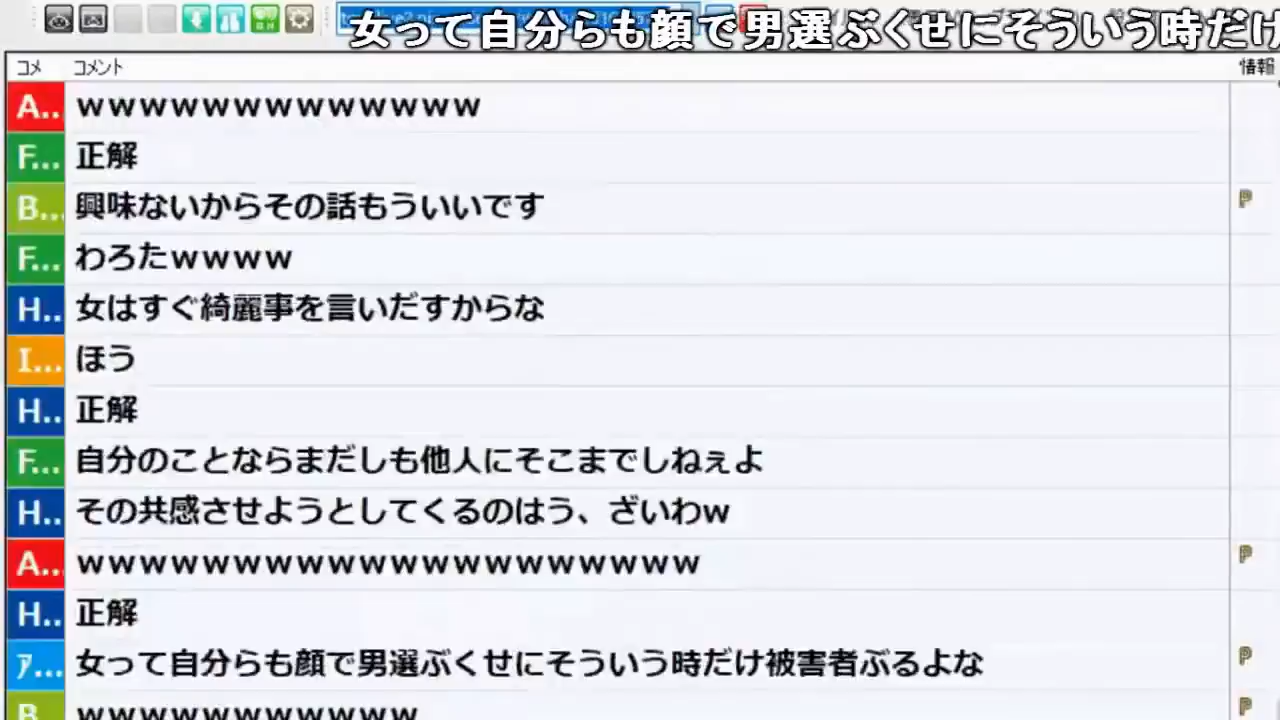 女って自分らも顔で男選ぶくせにそういう時だけ
コメ コメント 情報
A.. wwwwwwwwwwwww
F... 正解
B... 興味ないからその話もういいです P
F... わろたwwww
H.. 女はすぐ綺麗事を言いだすからな
I... ほう
H.. 正解
F... 自分のことならまだしも他人にそこまでしねぇよ
H.. その共感させようとしてくるのはう、ざいわw
A... wwwwwwwwwwwwwwwwwwww P
H.. 正解
ア... 女って自分らも顔で男選ぶくせにそういう時だけ被害者ぶるよな P
B wwwwwwwwwww P